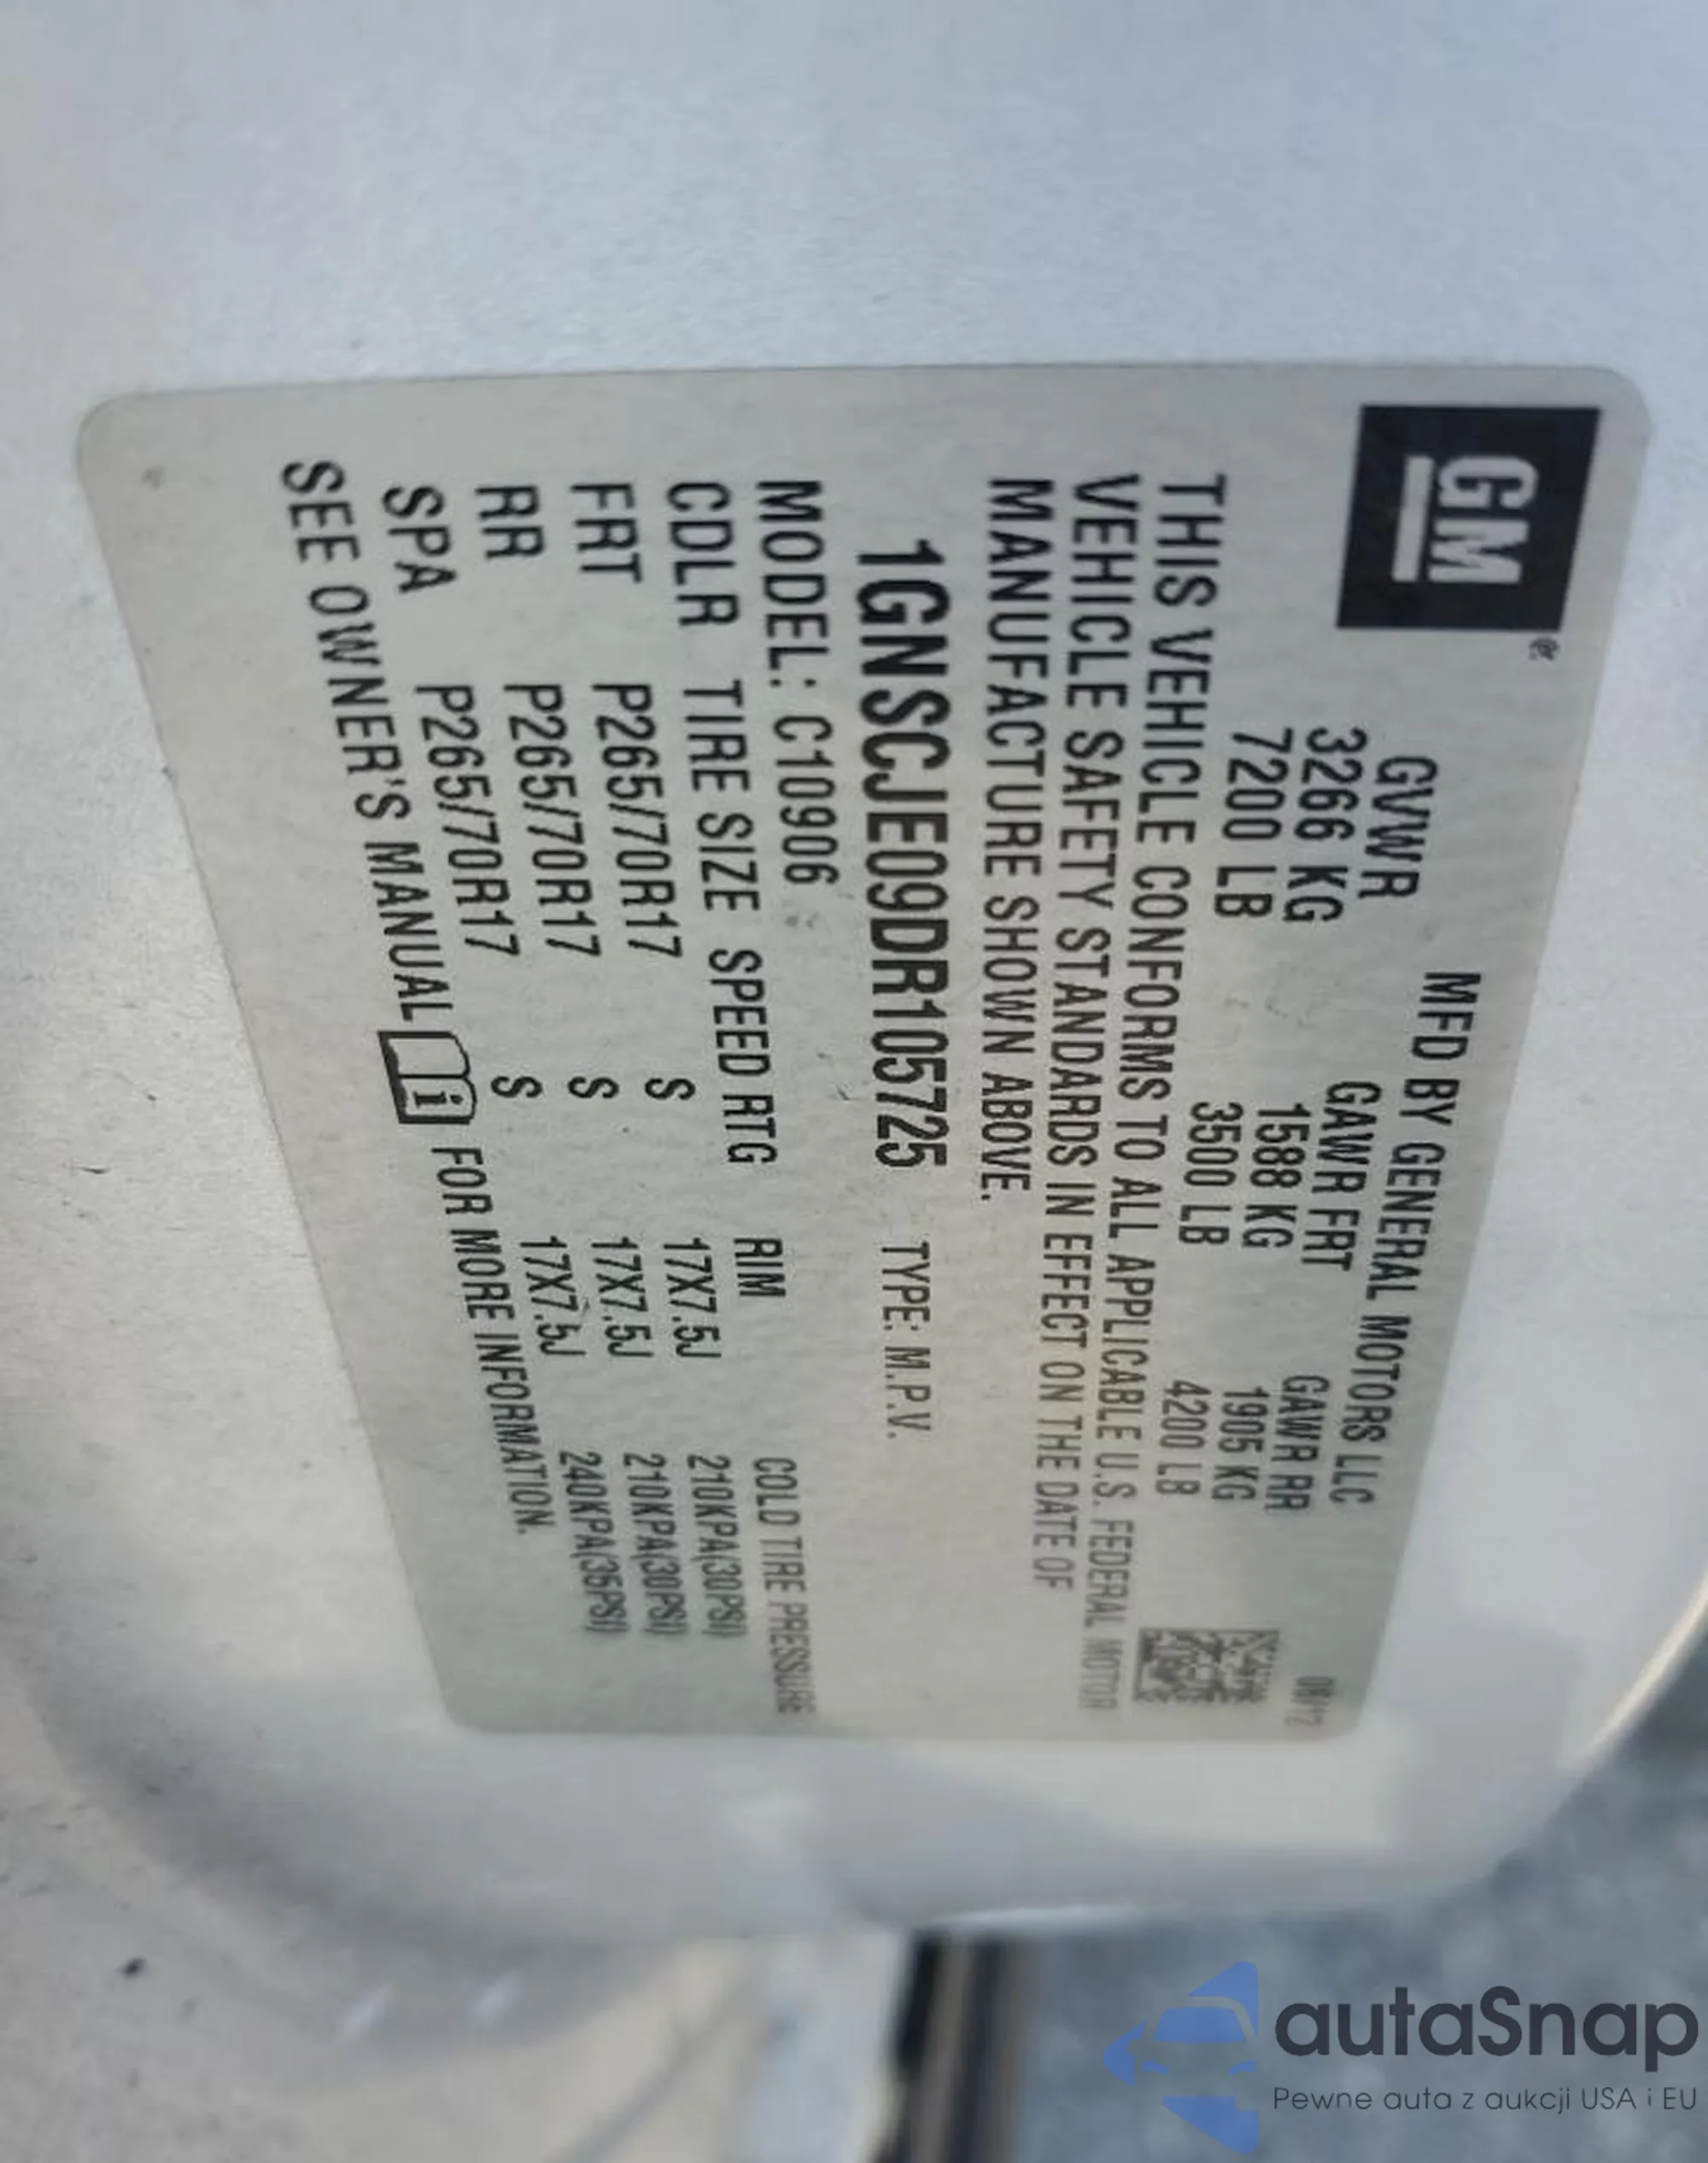 GM
MFD BY GENERAL MOTORS LLC
GVWR GAWR FRT GAWR RR
3266 KG 1588 KG 1905 KG
7200 LB 3500 LB 4200 LB
THIS VEHICLE CONFORMS TO ALL APPLICABLE U.S. FEDERAL MOTOR
VEHICLE SAFETY STANDARDS IN EFFECT ON THE DATE OF
MANUFACTURE SHOWN ABOVE.
1GNSCJE09DR105725 TYPE: M.P.V.
MODEL: C10906
CDLR TIRE SIZE SPEED RTG RIM COLD TIRE PRESSURE
FRT P265/70R17 S 17X7.5J 210KPA(30PSI)
RR P265/70R17 S 17X7.5J 210KPA(30PSI)
SPA P265/70R17 S 17X7.5J 240KPA(35PSI)
SEE OWNER'S MANUAL i FOR MORE INFORMATION.
autaSnap
Pewne auta z aukcji USA i EU